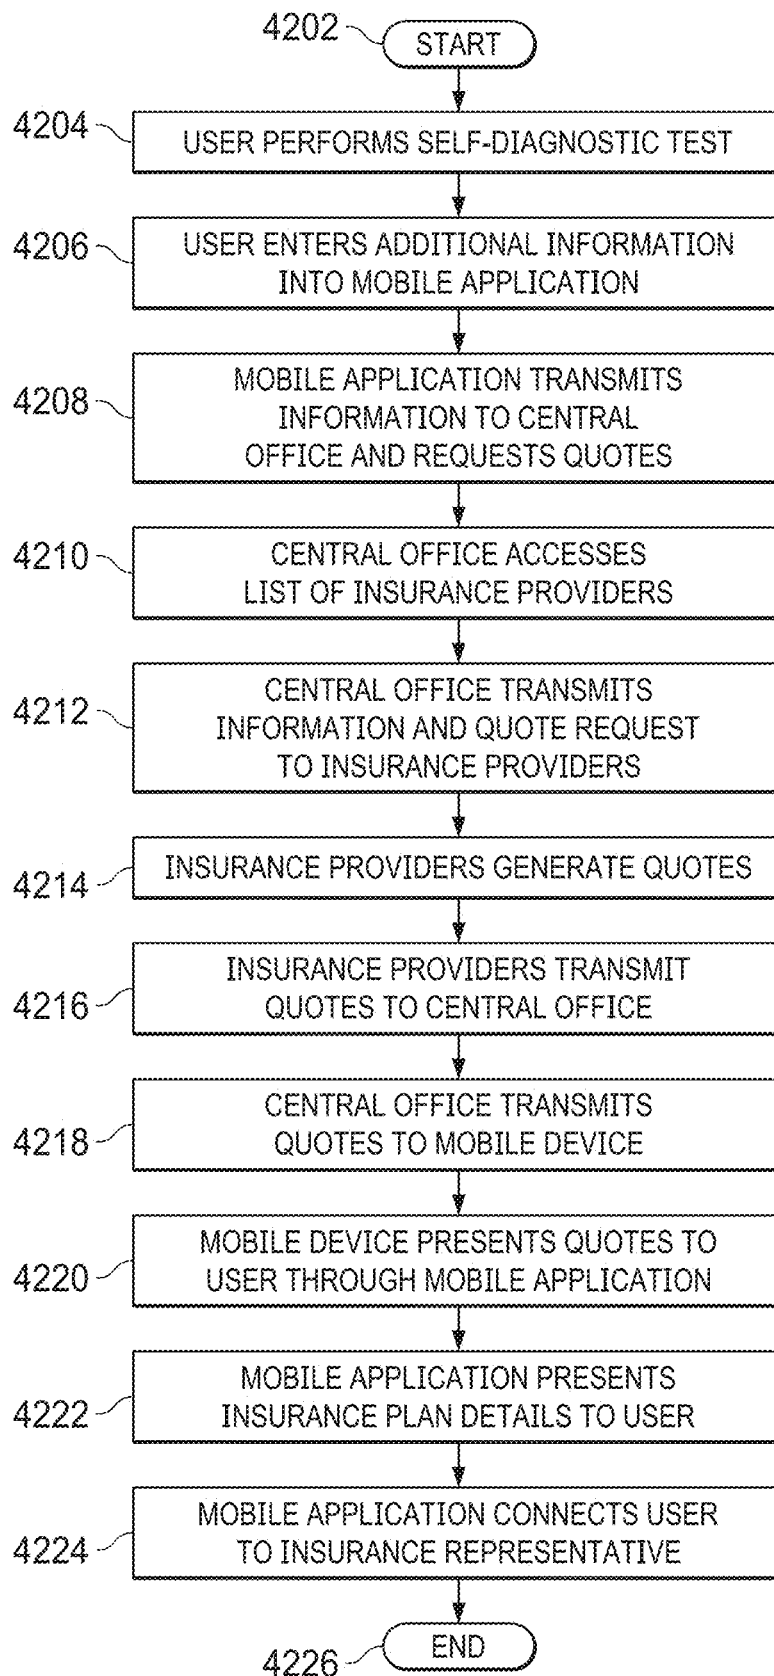 4202
START
4204
USER PERFORMS SELF-DIAGNOSTIC TEST
4206
USER ENTERS ADDITIONAL INFORMATION
INTO MOBILE APPLICATION
4208
MOBILE APPLICATION TRANSMITS
INFORMATION TO CENTRAL
OFFICE AND REQUESTS QUOTES
4210
CENTRAL OFFICE ACCESSES
LIST OF INSURANCE PROVIDERS
4212
CENTRAL OFFICE TRANSMITS
INFORMATION AND QUOTE REQUEST
TO INSURANCE PROVIDERS
4214
INSURANCE PROVIDERS GENERATE QUOTES
4216
INSURANCE PROVIDERS TRANSMIT
QUOTES TO CENTRAL OFFICE
4218
CENTRAL OFFICE TRANSMITS
QUOTES TO MOBILE DEVICE
4220
MOBILE DEVICE PRESENTS QUOTES TO
USER THROUGH MOBILE APPLICATION
4222
MOBILE APPLICATION PRESENTS
INSURANCE PLAN DETAILS TO USER
4224
MOBILE APPLICATION CONNECTS USER
TO INSURANCE REPRESENTATIVE
4226
END